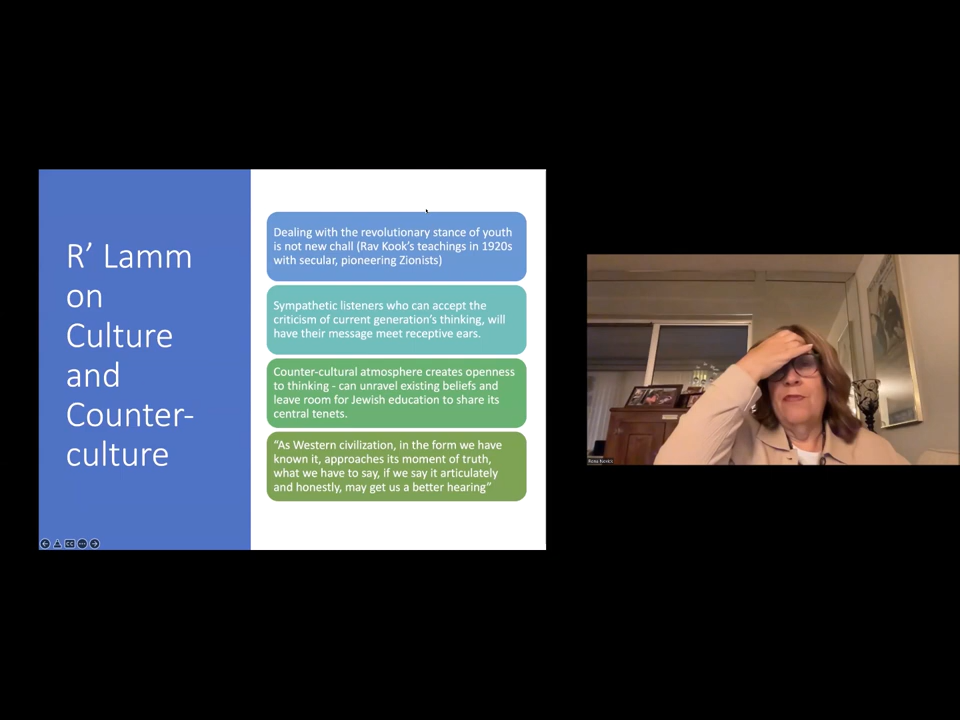 R’ Lamm
on
Culture
and
Counter-
culture
Dealing with the revolutionary stance of youth
is not new chall (Rav Kook’s teachings in 1920s
with secular, pioneering Zionists)
Sympathetic listeners who can accept the
criticism of current generation’s thinking, will
have their message meet receptive ears.
Counter-cultural atmosphere creates openness
to thinking - can unravel existing beliefs and
leave room for Jewish education to share its
central tenets.
“As Western civilization, in the form we have
known it, approaches its moment of truth,
what we have to say, if we say it articulately
and honestly, may get us a better hearing”